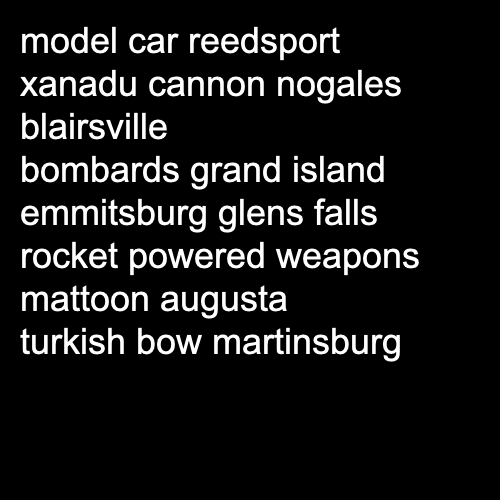 model car reedsport
xanadu cannon nogales
blairsville
bombards grand island
emmitsburg glens falls
rocket powered weapons
mattoon augusta
turkish bow martinsburg